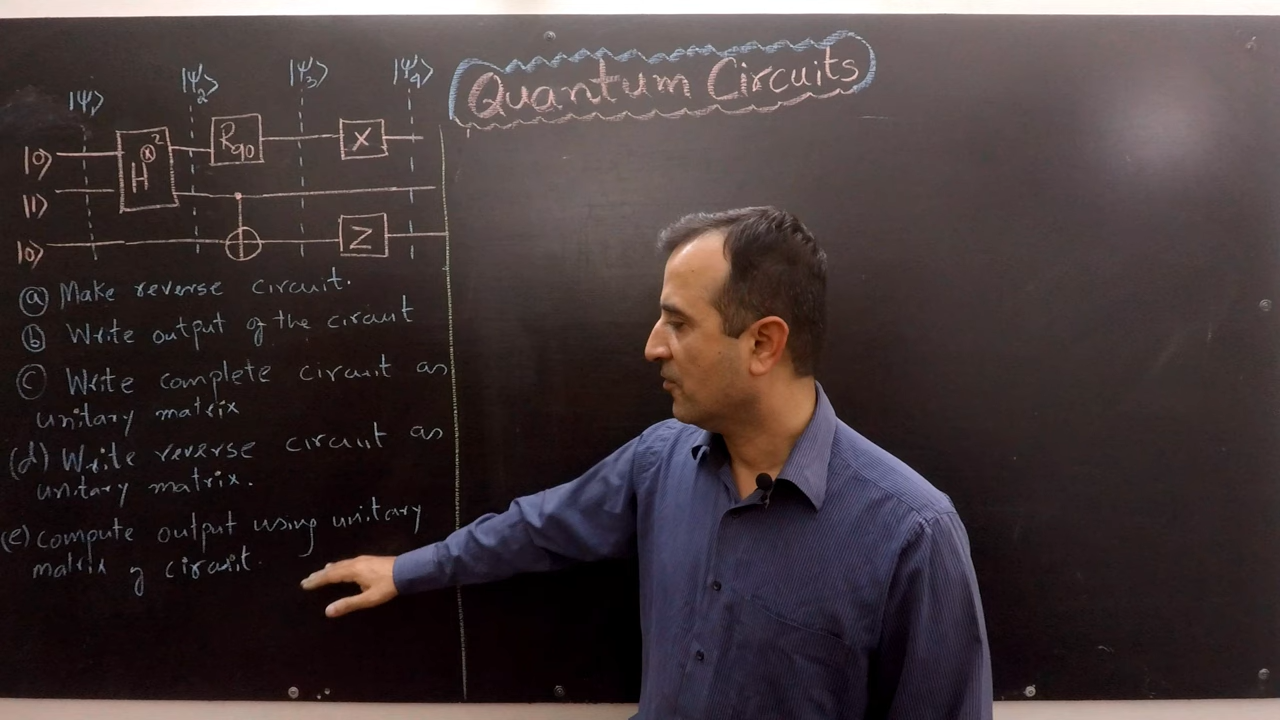 |Ψ₁⟩ |Ψ₂⟩ |Ψ₃⟩ |Ψ₄⟩
Quantum Circuits
|0⟩ H^⊗2 R₉₀ X
|1⟩
|0⟩ Z
(a) Make reverse circuit.
(b) Write output of the circuit
(c) Write complete circuit as
unitary matrix
(d) Write reverse circuit as
unitary matrix.
(e) compute output using unitary
matrix of circuit.